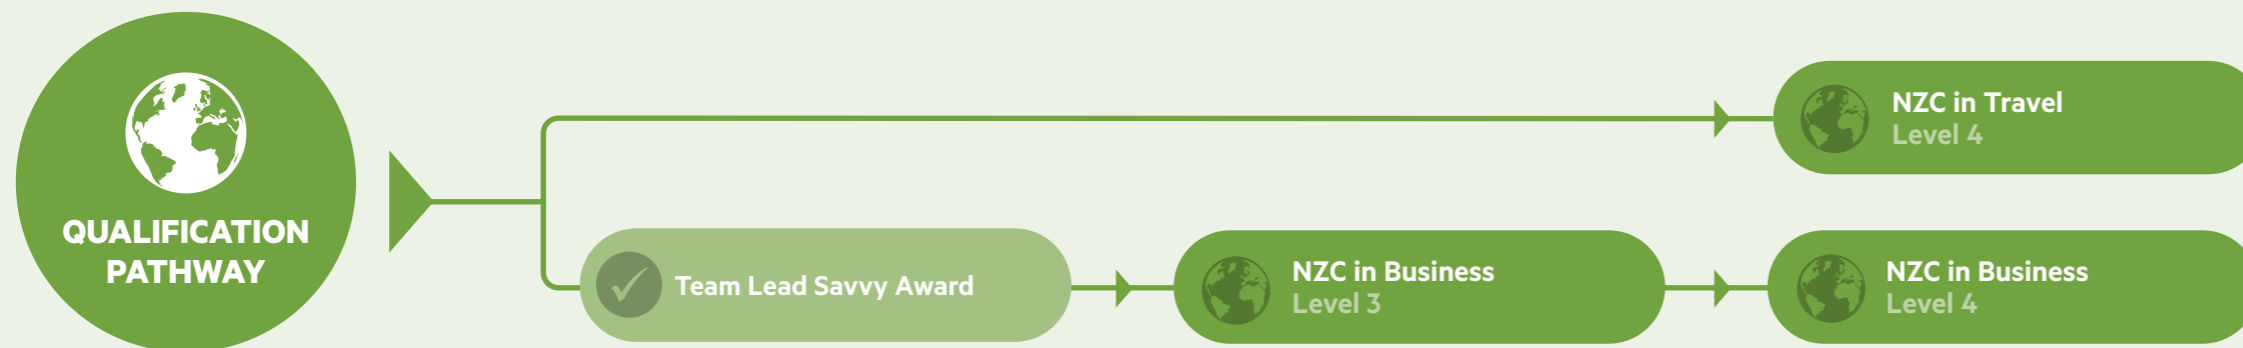 QUALIFICATION
PATHWAY
NZC in Travel
Level 4
Team Lead Savvy Award
NZC in Business
Level 3
NZC in Business
Level 4